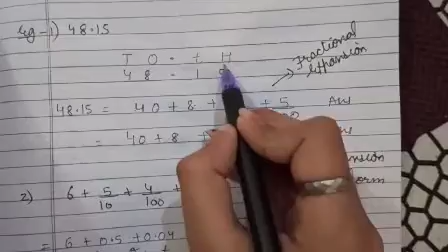 Eg - 1) 48.15
T O . t H
4 8 . 1
Fractional expansion
48.15 = 40 + 8 + + 5 Ans
= 40 + 8 +
2) 6 + 5/10 + 4/100 +
= 6 + 0.5 + 0.04